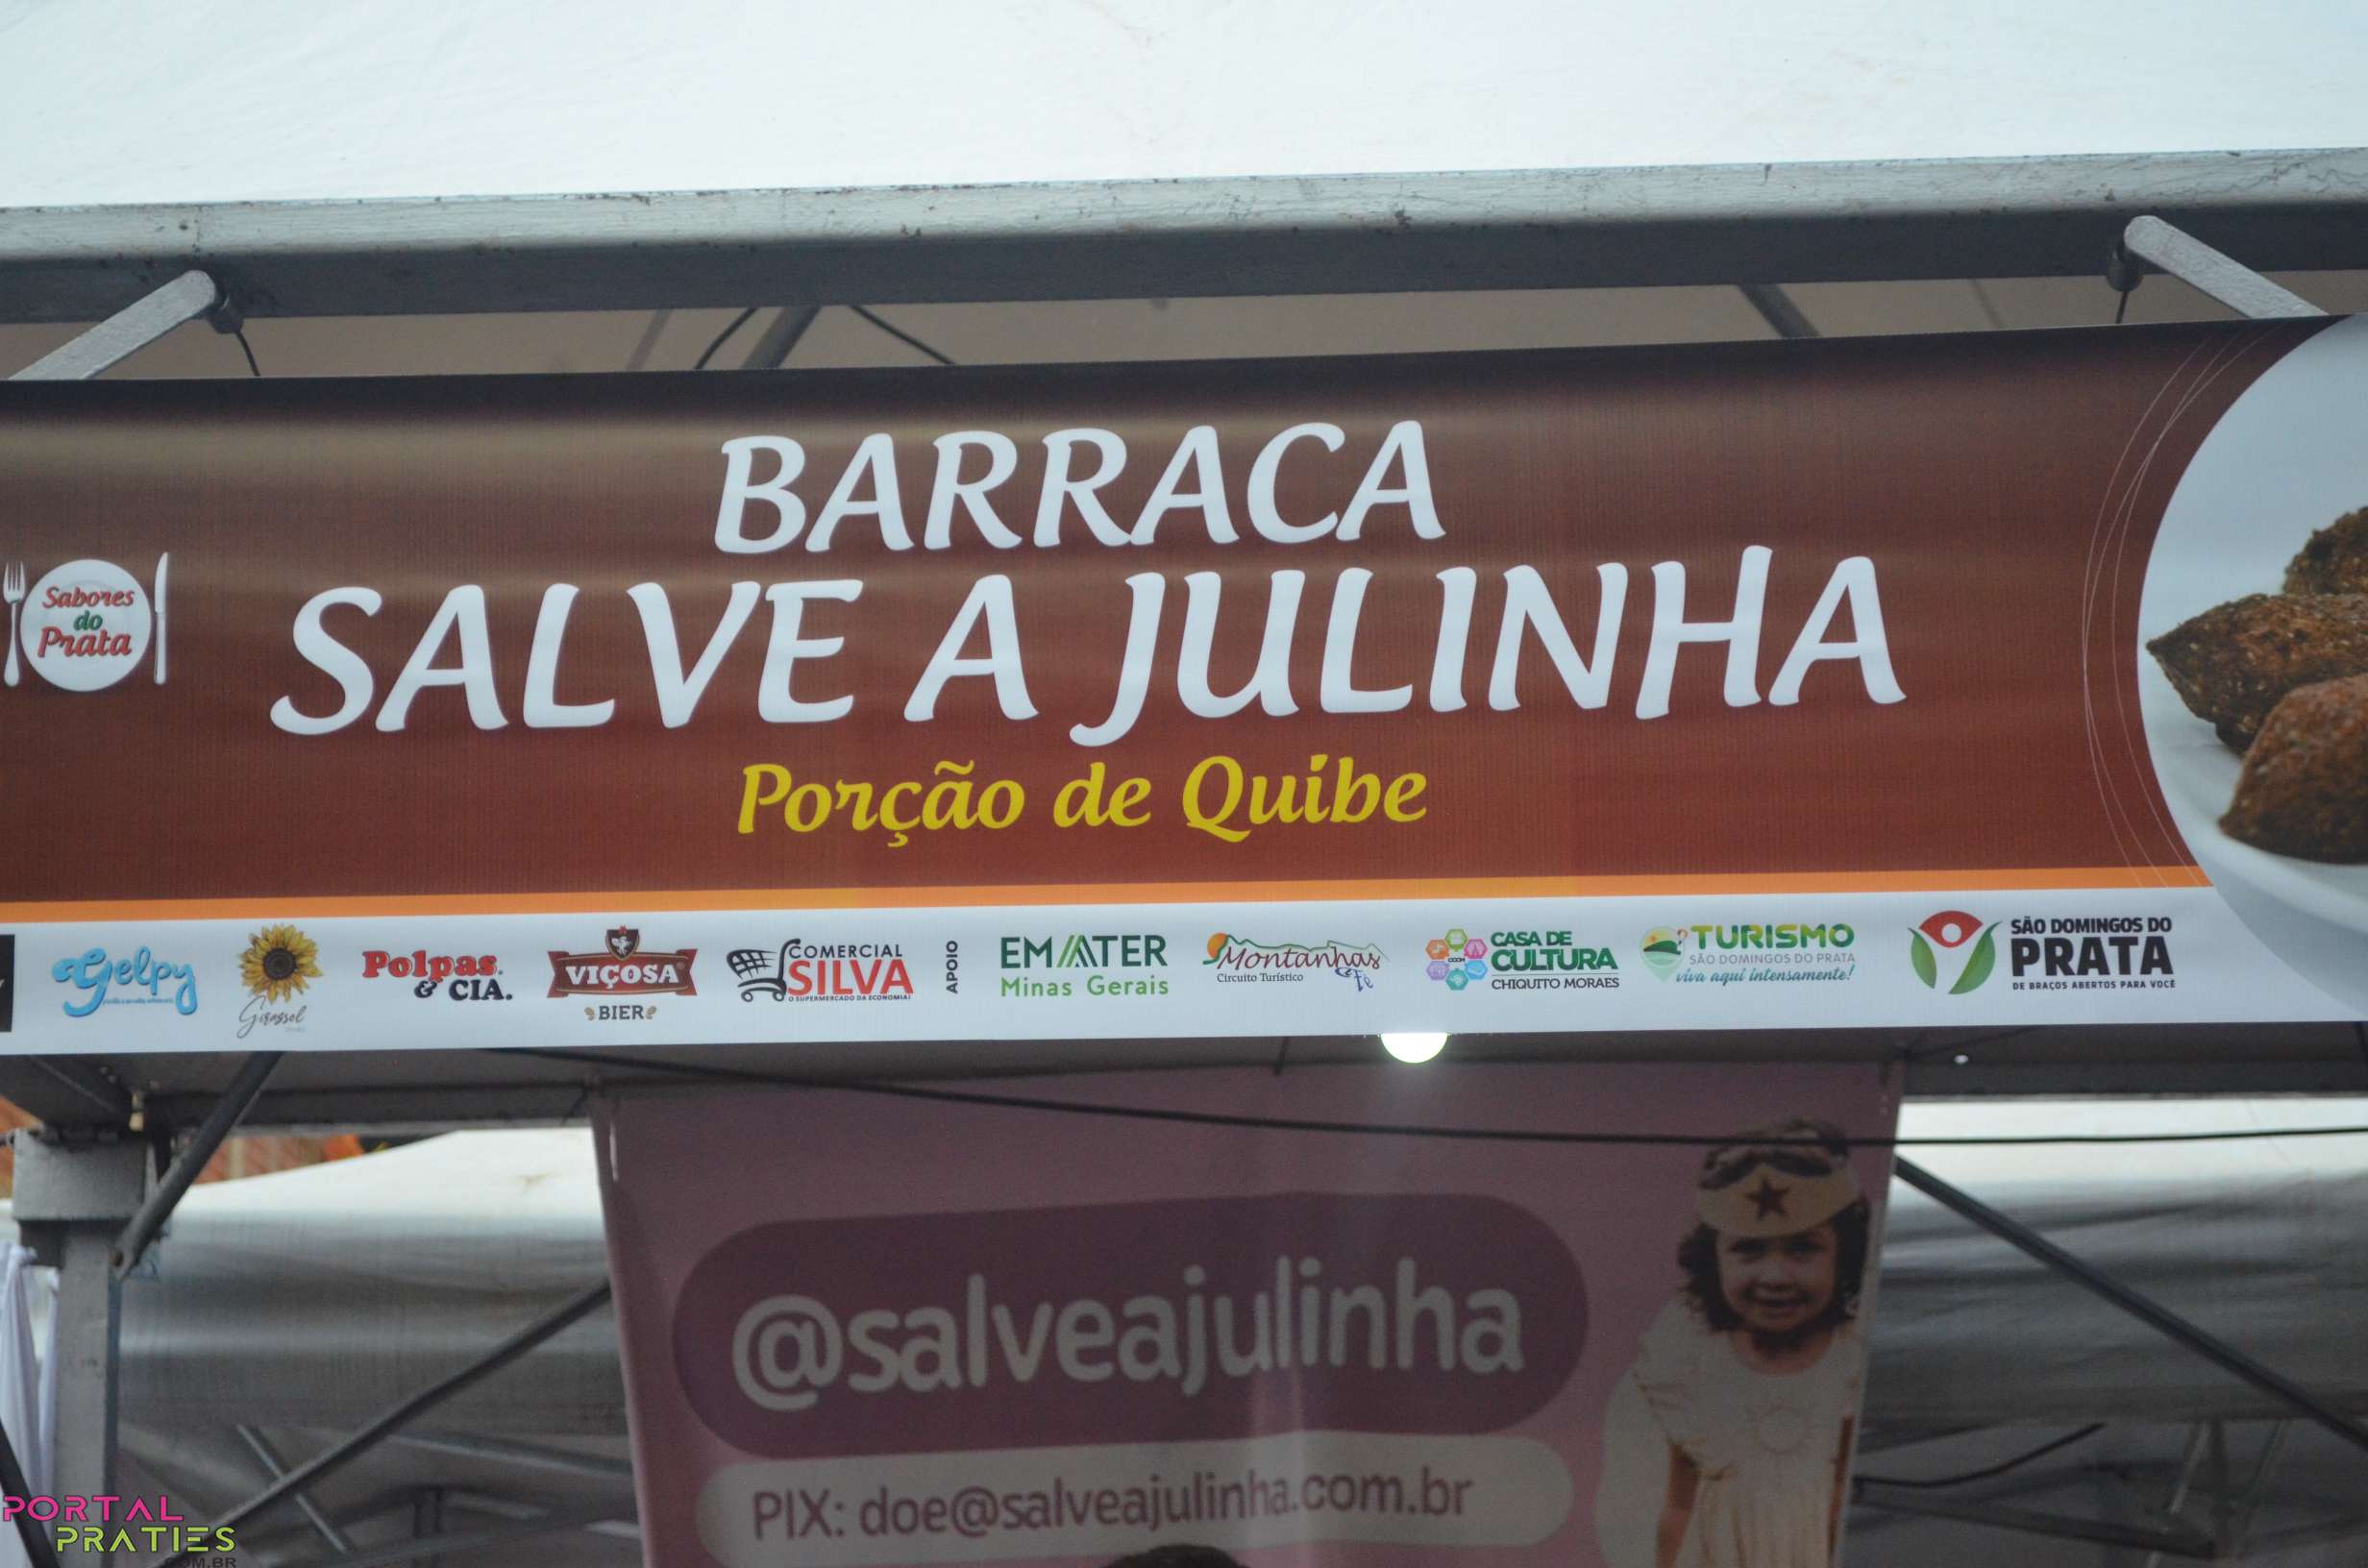 BARRACA
SALVE A JULINHA
Porção de Quibe
Sabores
do
Prata
Gelpy
Girassol
Polpas
& CIA.
VIÇOSA
BIER
COMERCIAL
SILVA
O SUPERMERCADO DA ECONOMIA!
APOIO
EMATER
Minas Gerais
Montanhas
e Fé
Circuito Turístico
CASA DE
CULTURA
CHIQUITO MORAES
TURISMO
SÃO DOMINGOS DO PRATA
viva aqui intensamente!
SÃO DOMINGOS DO
PRATA
DE BRAÇOS ABERTOS PARA VOCÊ
@salveajulinha
PIX: doe@salveajulinha.com.br
PORTAL
PRATIES
.COM.BR